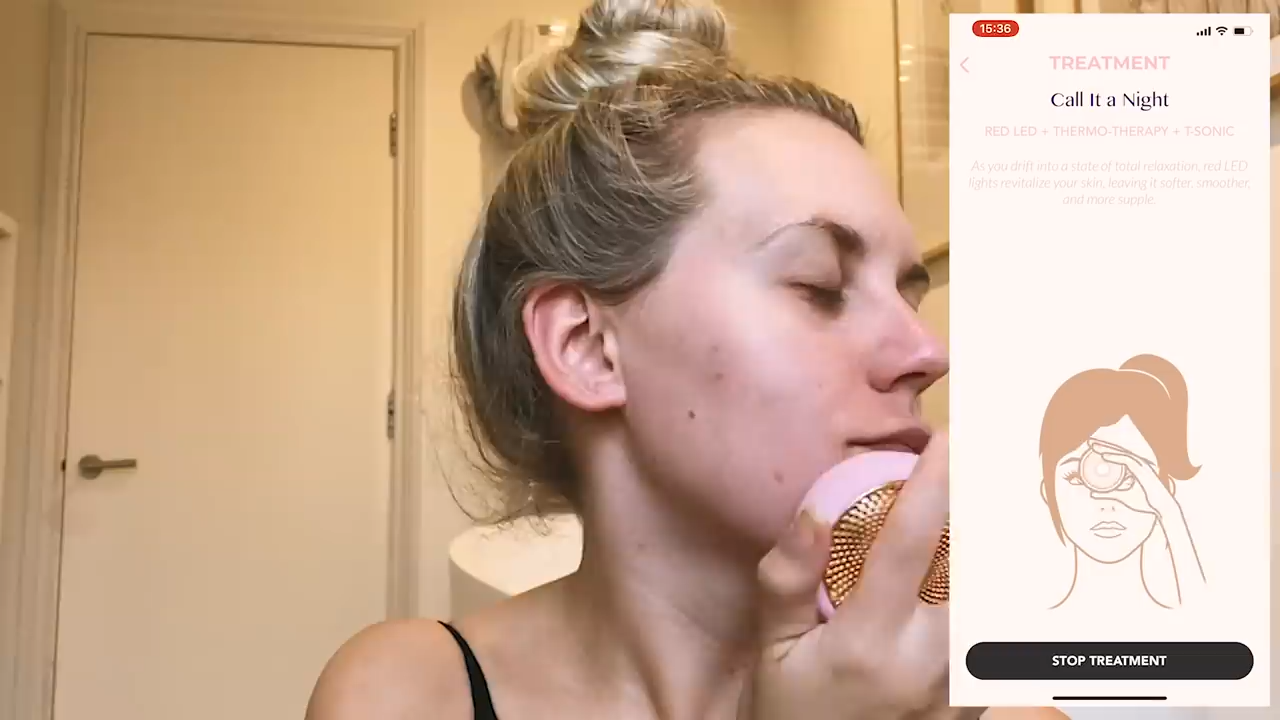 15:36
TREATMENT
Call It a Night
RED LED + THERMO-THERAPY + T-SONIC
As you drift into a state of total relaxation, red LED
lights revitalize your skin, leaving it softer, smoother,
and more supple.
STOP TREATMENT